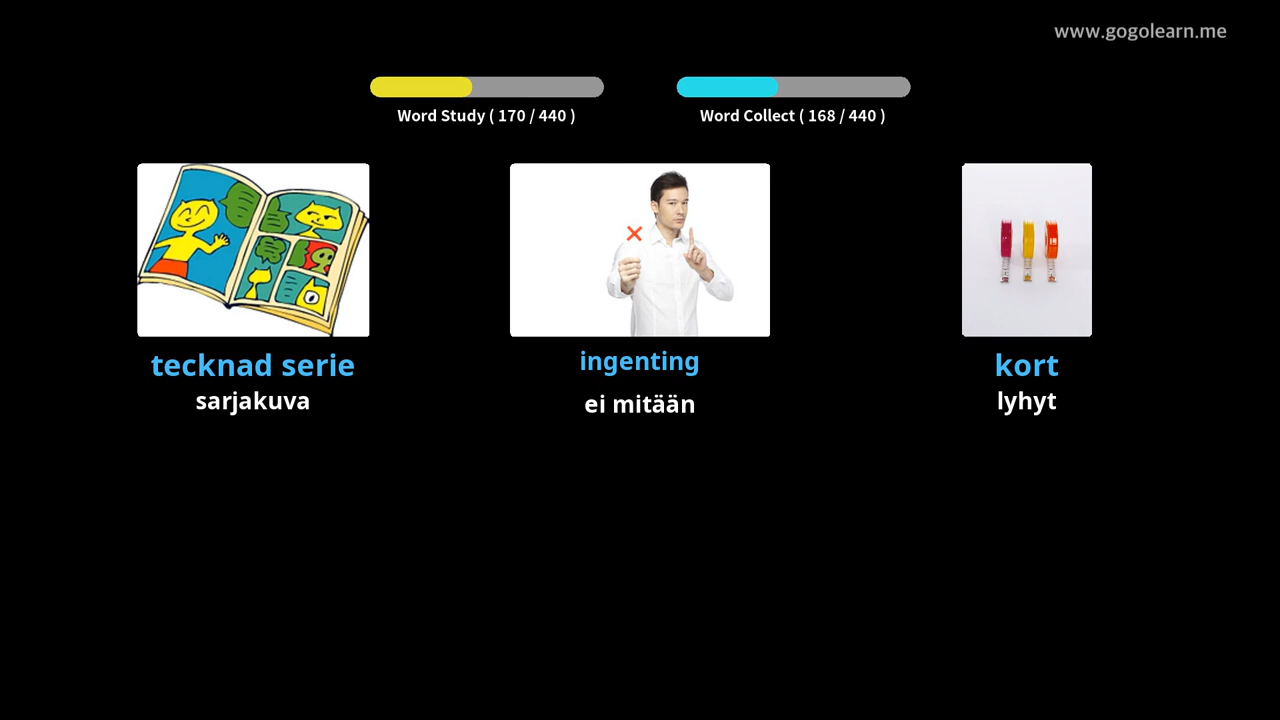 www.gogolearn.me
Word Study ( 170 / 440 )
Word Collect ( 168 / 440 )
tecknad serie
sarjakuva
ingenting
ei mitään
kort
lyhyt